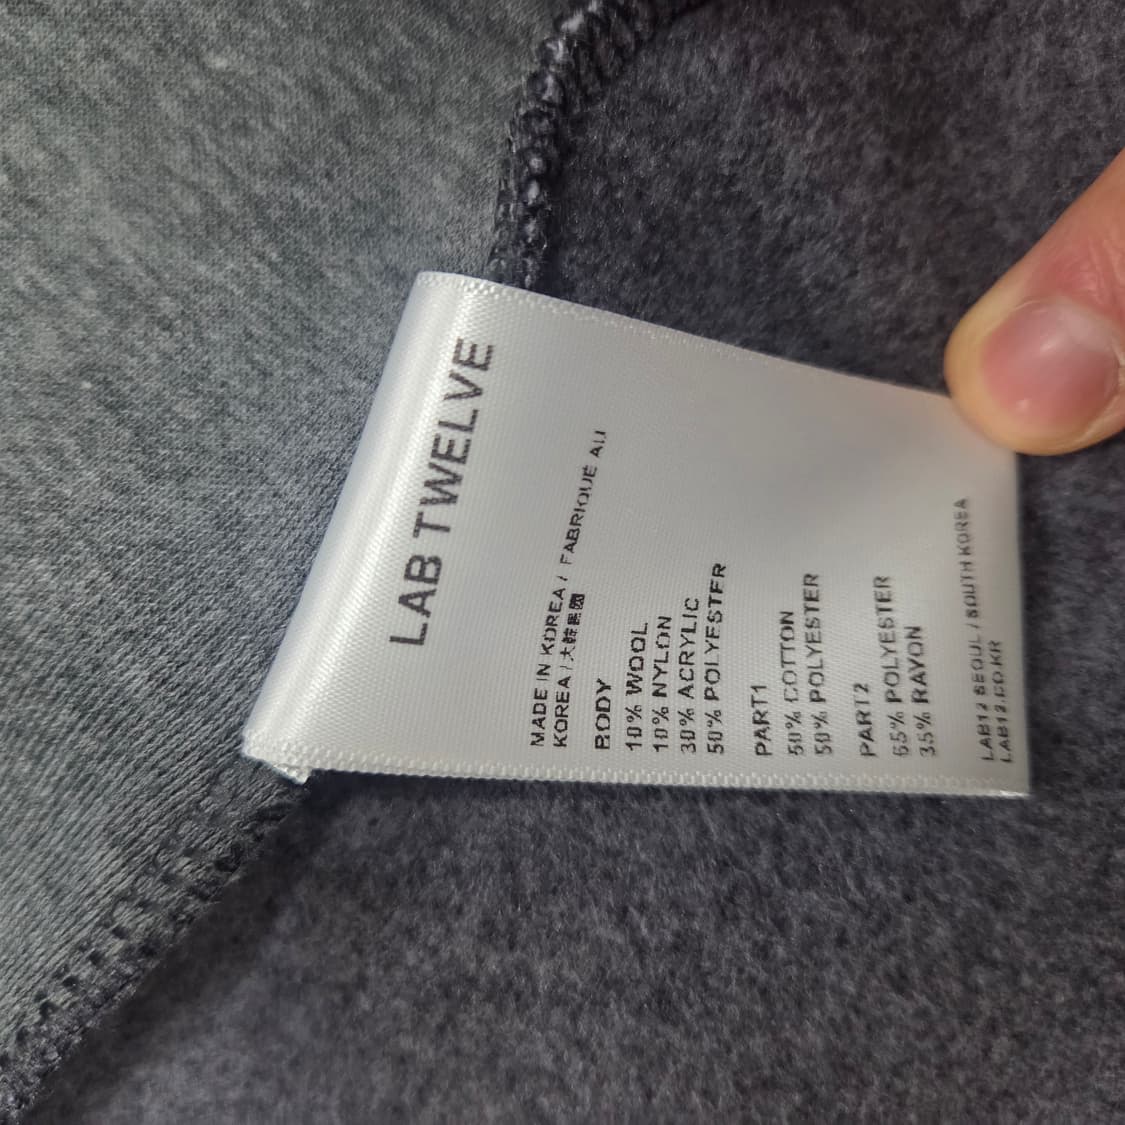 LAB TWELVE
MADE IN KOREA / FABRIQUÉ AU
KOREA / 大韓民國
BODY
10% WOOL
10% NYLON
30% ACRYLIC
50% POLYESTER
PART1
50% COTTON
50% POLYESTER
PART2
65% POLYESTER
35% RAYON
LAB12 SEOUL / SOUTH KOREA
LAB12.CO.KR